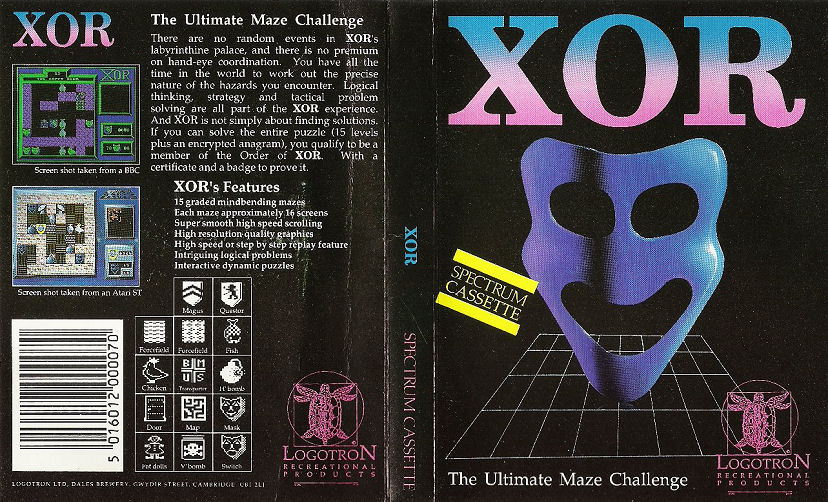 XOR
The Ultimate Maze Challenge
There are no random events in XOR's
labyrinthine palace, and there is no premium
on hand-eye coordination. You have all the
time in the world to work out the precise
nature of the hazards you encounter. Logical
thinking, strategy and tactical problem
solving are all part of the XOR experience.
And XOR is not simply about finding solutions.
If you can solve the entire puzzle (15 levels
plus an encrypted anagram), you qualify to be a
member of the Order of XOR. With a
certificate and a badge to prove it.
XOR
Screen shot taken from a BBC
Screen shot taken from an Atari ST
XOR's Features
15 graded mindbending mazes
Each maze approximately 16 screens
Super smooth high speed scrolling
High resolution quality graphics
High speed or step by step replay feature
Intriguing logical problems
Interactive dynamic puzzles
Magus Questor
Forcefield Forcefield Fish
B M
U S
Chicken Transporter H' bomb
Door Map Mask
Evil dolls V' bomb Switch
5 016012 000070
LOGOTRON
RECREATIONAL
PRODUCTS
LOGOTRON LTD, DALES BREWERY, GWYDIR STREET, CAMBRIDGE CB1 2LJ
XOR
SPECTRUM CASSETTE
XOR
SPECTRUM
CASSETTE
The Ultimate Maze Challenge
LOGOTRON
RECREATIONAL
PRODUCTS